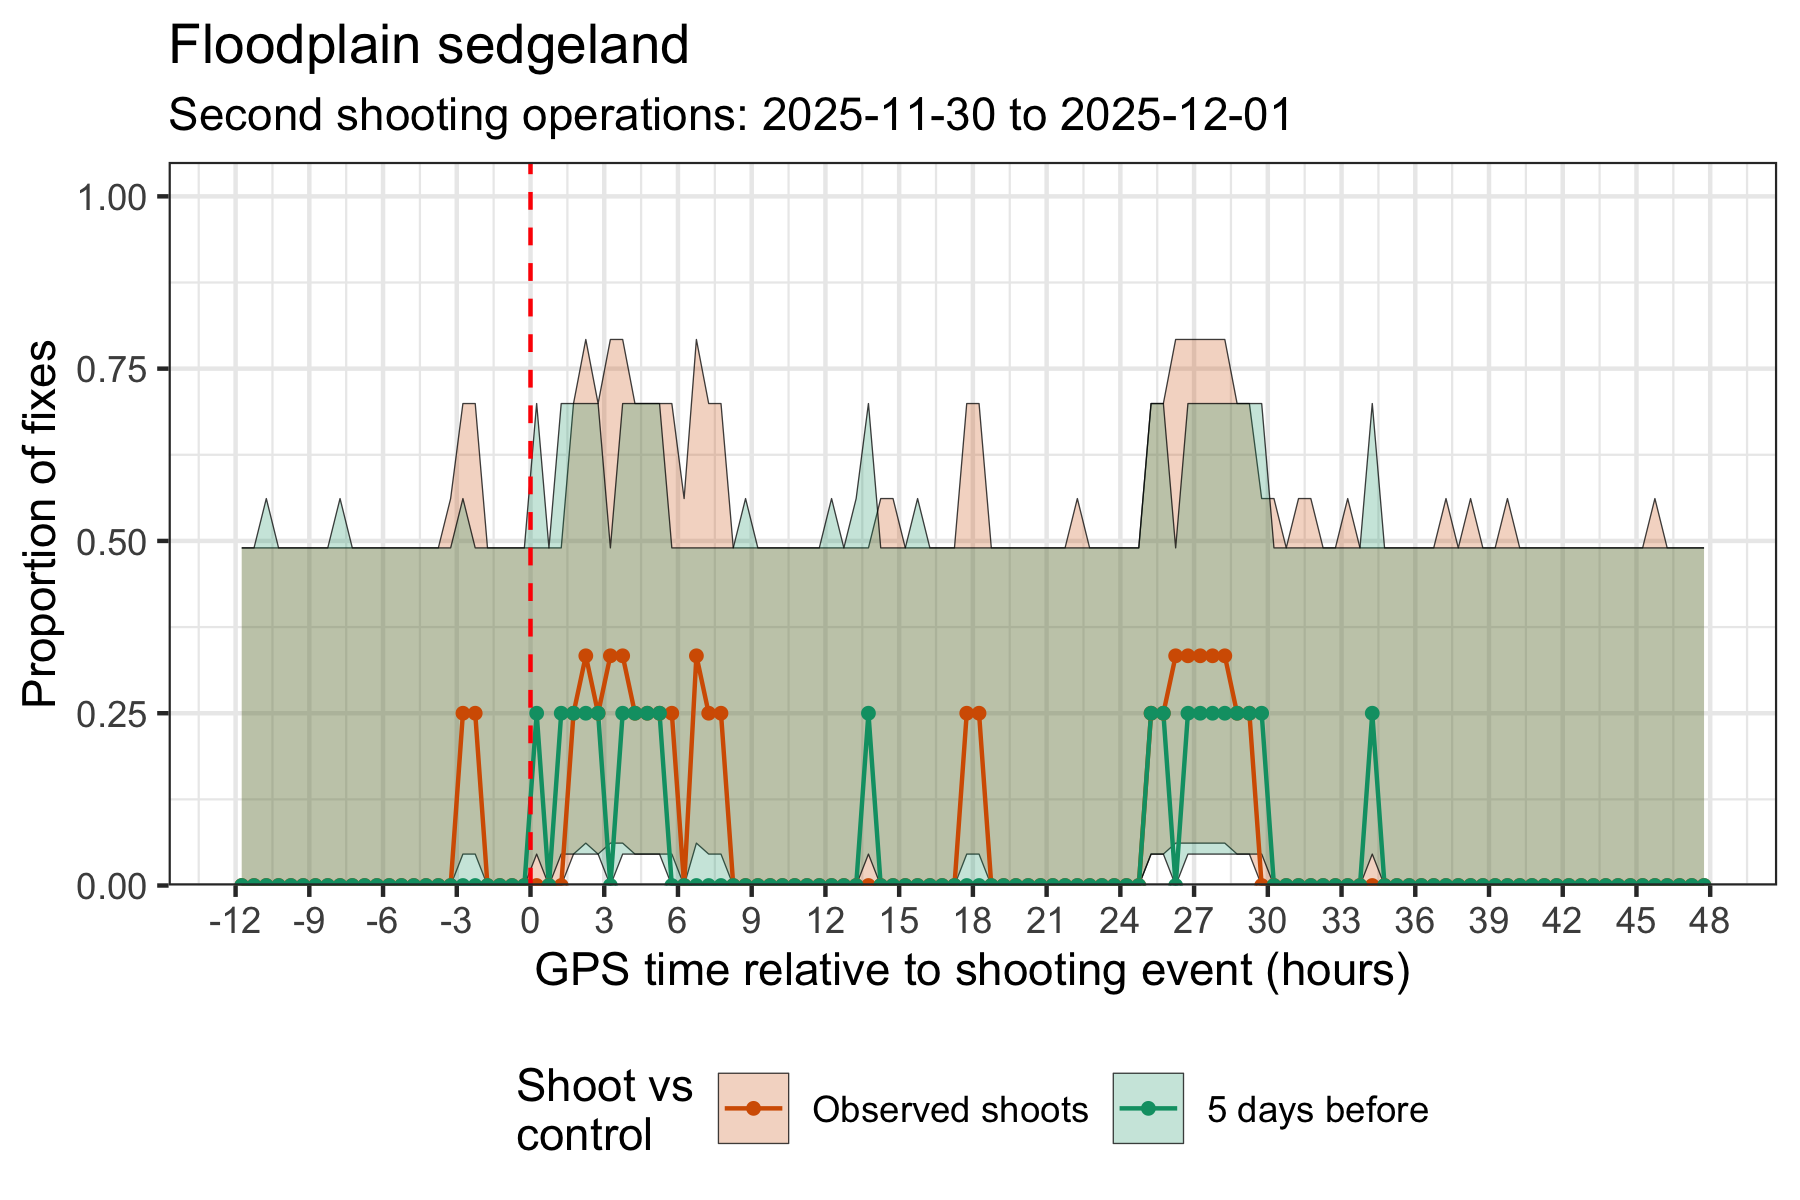 Floodplain sedgeland
Second shooting operations: 2025-11-30 to 2025-12-01
Proportion of fixes
1.00
0.75
0.50
0.25
0.00
-12 -9 -6 -3 0 3 6 9 12 15 18 21 24 27 30 33 36 39 42 45 48
GPS time relative to shooting event (hours)
Shoot vs
control
Observed shoots
5 days before